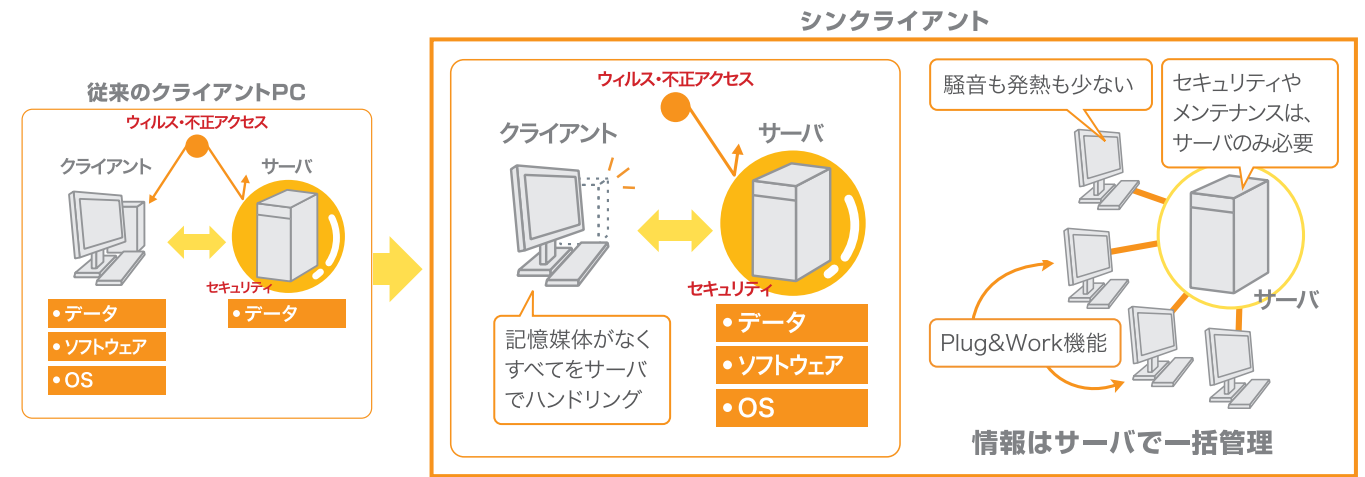 従来のクライアントPC
ウィルス・不正アクセス
クライアント
サーバ
セキュリティ
・データ
・ソフトウェア
・OS
・データ
シンクライアント
ウィルス・不正アクセス
クライアント
サーバ
セキュリティ
記憶媒体がなく
すべてをサーバ
でハンドリング
・データ
・ソフトウェア
・OS
騒音も発熱も少ない
セキュリティや
メンテナンスは、
サーバのみ必要
サーバ
Plug&Work機能
情報はサーバで一括管理